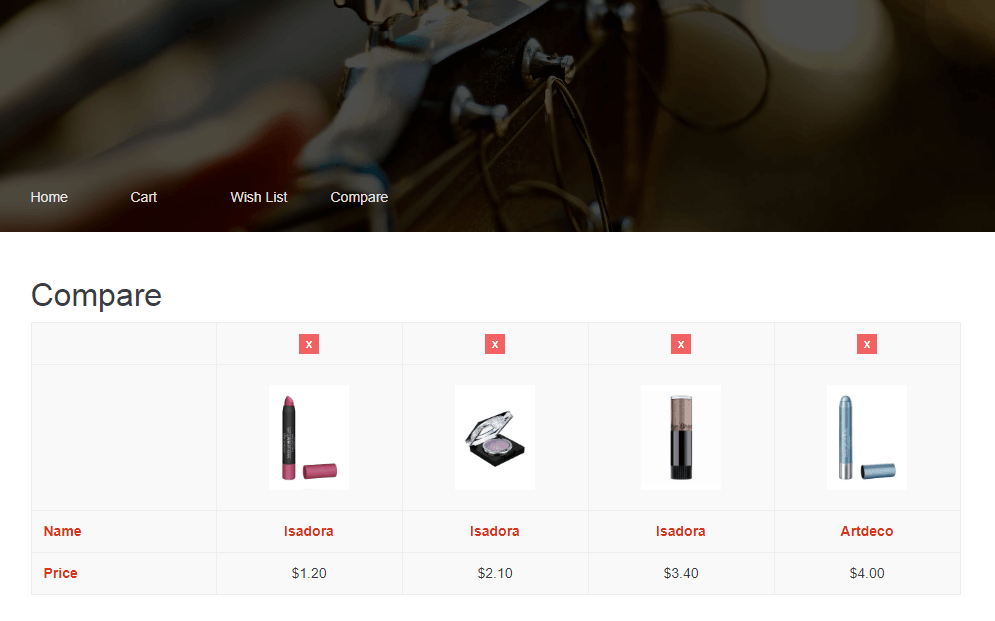 Home Cart Wish List Compare
Compare
x x x x
Name Isadora Isadora Isadora Artdeco
Price $1.20 $2.10 $3.40 $4.00